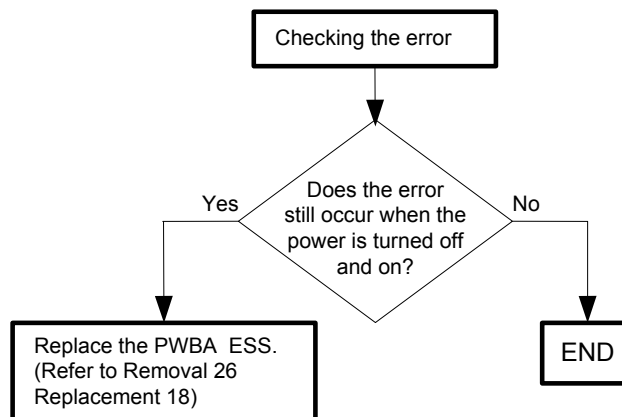 Checking the error
Does the error
still occur when the
power is turned off
and on?
Yes
No
Replace the PWBA ESS.
(Refer to Removal 26
Replacement 18)
END